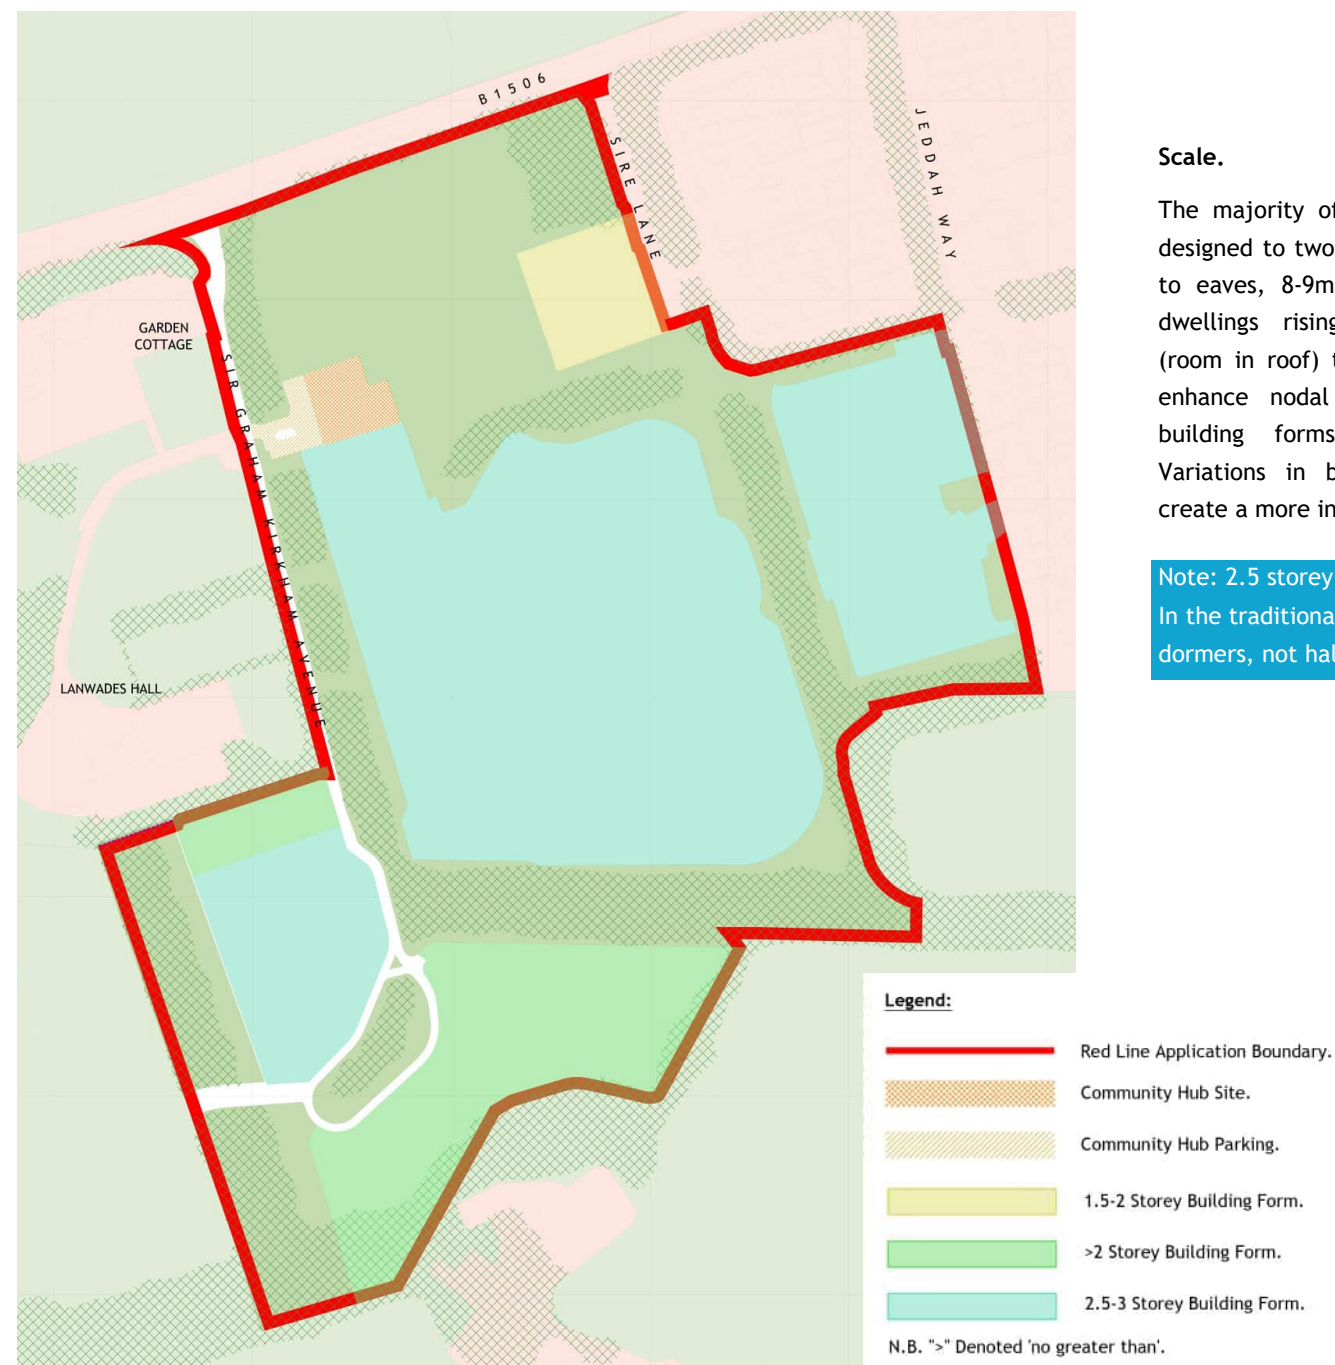 B1506
SIRE LANE
JEDDAH WAY
GARDEN
COTTAGE
SIR GRAHAM KIRKHAM AVENUE
LANWADES HALL
Scale.
The majority of
designed to two
to eaves, 8-9m
dwellings rising
(room in roof) t
enhance nodal
building forms
Variations in b
create a more in
Note: 2.5 storey
In the traditiona
dormers, not hal
Legend:
Red Line Application Boundary.
Community Hub Site.
Community Hub Parking.
1.5-2 Storey Building Form.
>2 Storey Building Form.
2.5-3 Storey Building Form.
N.B. ">" Denoted 'no greater than'.